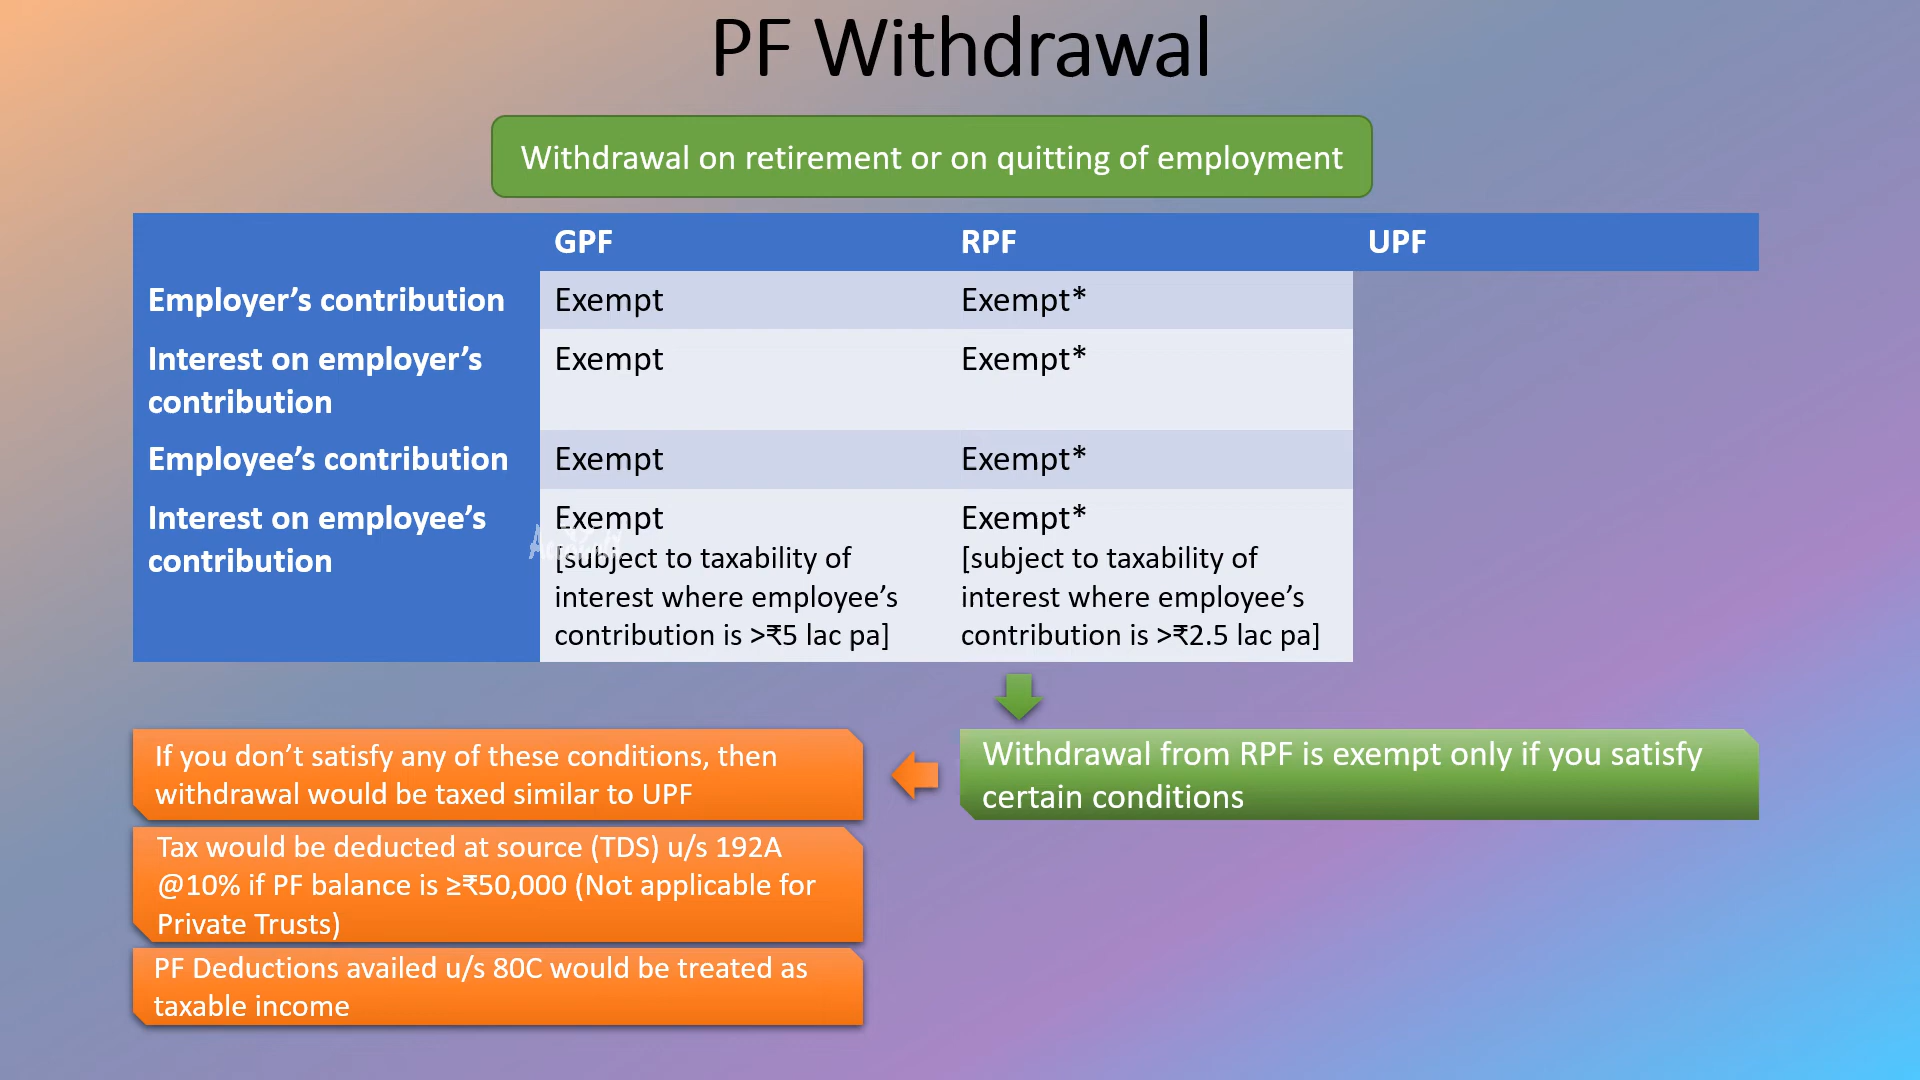 PF Withdrawal
Withdrawal on retirement or on quitting of employment
GPF RPF UPF
Employer’s contribution Exempt Exempt*
Interest on employer’s Exempt Exempt*
contribution
Employee’s contribution Exempt Exempt*
Interest on employee’s Exempt Exempt*
contribution [subject to taxability of [subject to taxability of
interest where employee’s interest where employee’s
contribution is >₹5 lac pa] contribution is >₹2.5 lac pa]
If you don’t satisfy any of these conditions, then
withdrawal would be taxed similar to UPF
Withdrawal from RPF is exempt only if you satisfy
certain conditions
Tax would be deducted at source (TDS) u/s 192A
@10% if PF balance is ≥₹50,000 (Not applicable for
Private Trusts)
PF Deductions availed u/s 80C would be treated as
taxable income